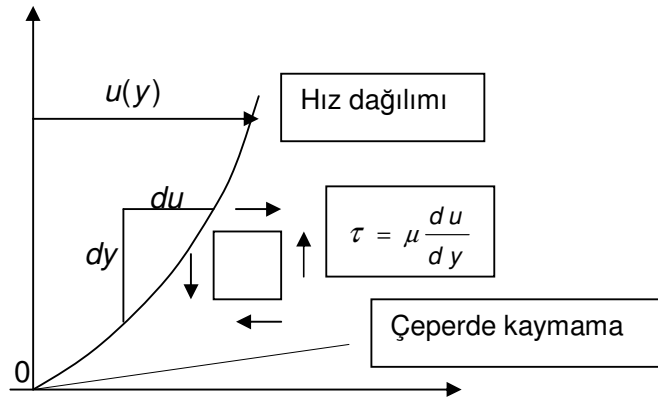 u(y)
Hız dağılımı
du
dy
τ = μ du/dy
Çeperde kaymama
0